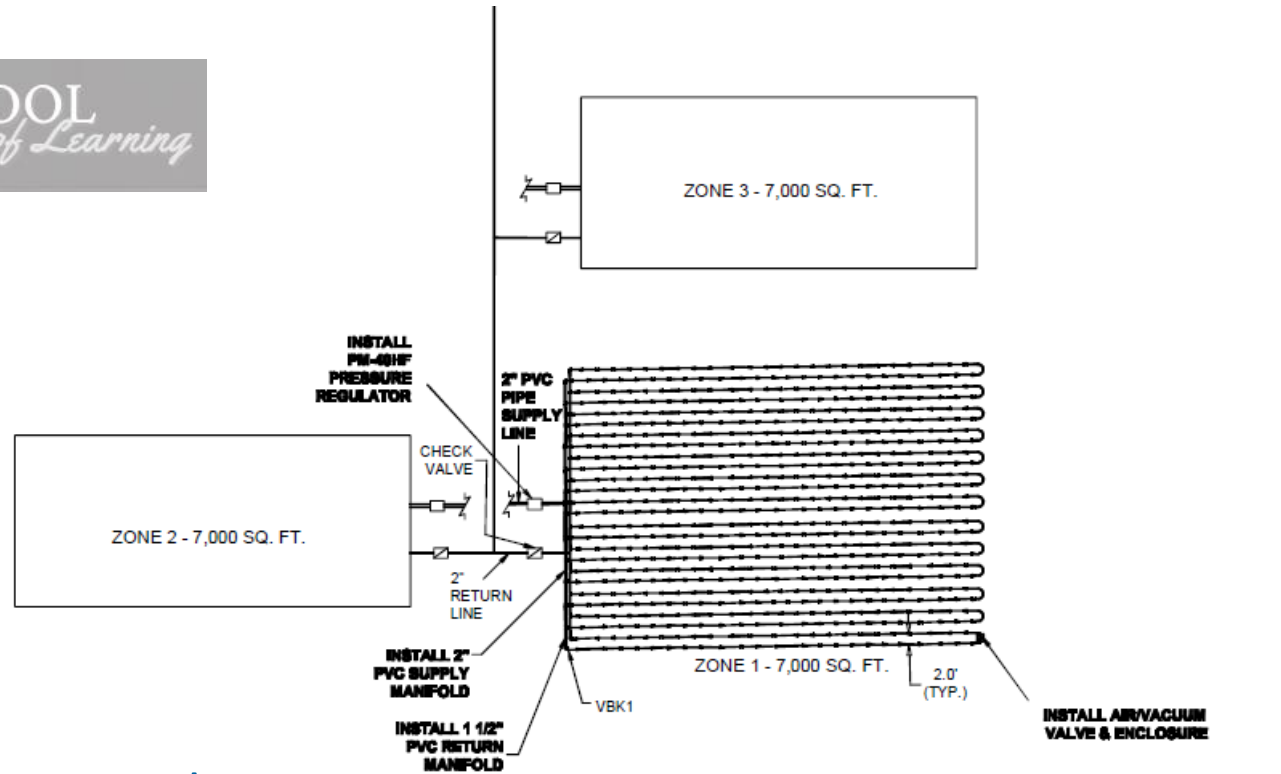 OOL
of Learning
ZONE 3 - 7,000 SQ. FT.
INSTALL
PM-40HF
PRESSURE
REGULATOR
2" PVC
PIPE
SUPPLY
LINE
CHECK
VALVE
ZONE 2 - 7,000 SQ. FT.
2"
RETURN
LINE
INSTALL 2"
PVC SUPPLY
MANIFOLD
ZONE 1 - 7,000 SQ. FT.
2.0'
(TYP.)
VBK1
INSTALL AIR/VACUUM
VALVE & ENCLOSURE
INSTALL 1 1/2"
PVC RETURN
MANIFOLD